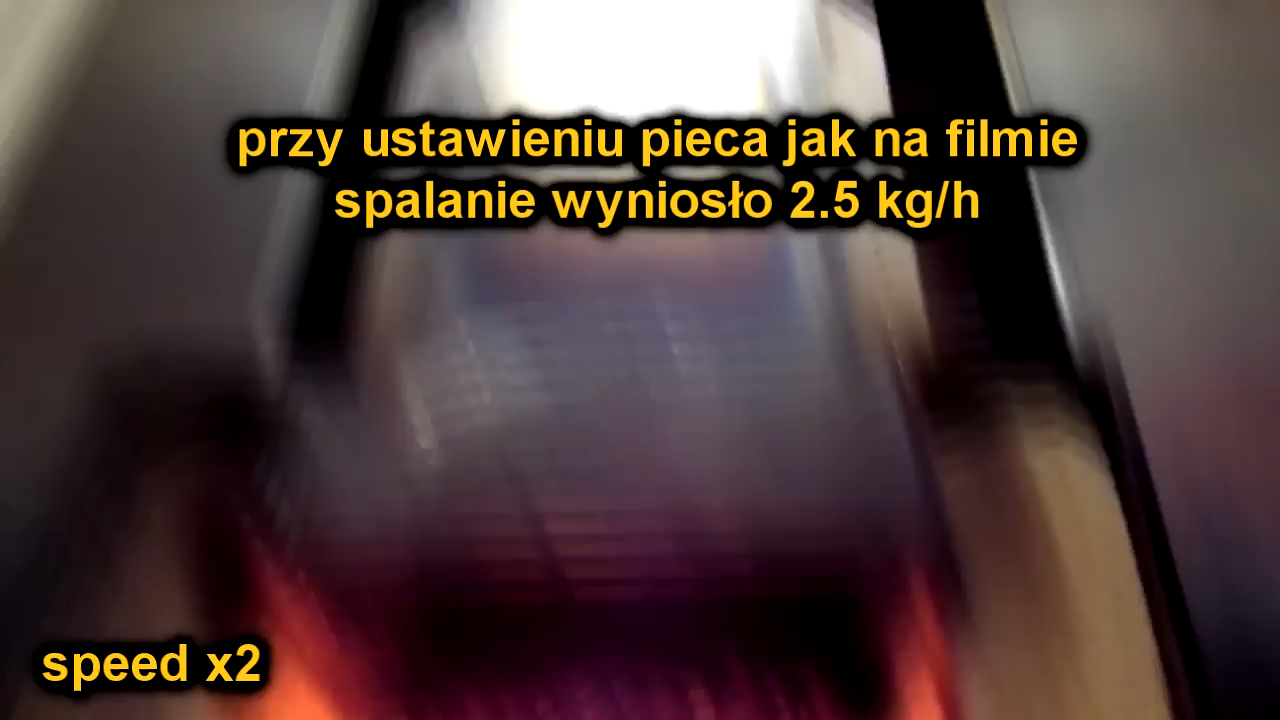 przy ustawieniu pieca jak na filmie
spalanie wyniosło 2.5 kg/h
speed x2